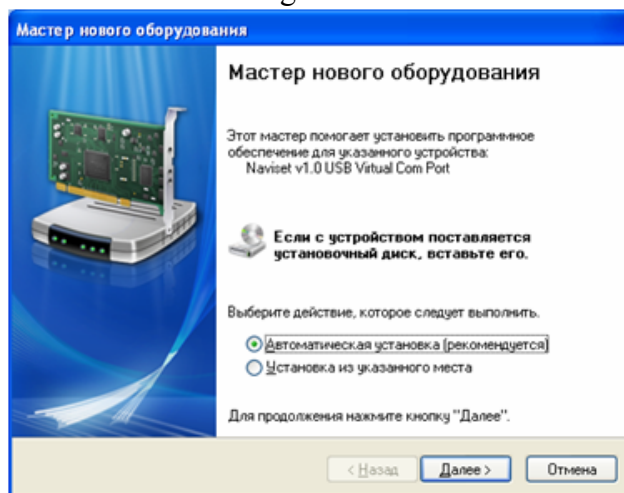 Мастер нового оборудования
Мастер нового оборудования
Этот мастер помогает установить программное
обеспечение для указанного устройства:
Naviset v1.0 USB Virtual Com Port
Если с устройством поставляется
установочный диск, вставьте его.
Выберите действие, которое следует выполнить.
Автоматическая установка (рекомендуется)
Установка из указанного места
Для продолжения нажмите кнопку "Далее".
< Назад Далее > Отмена